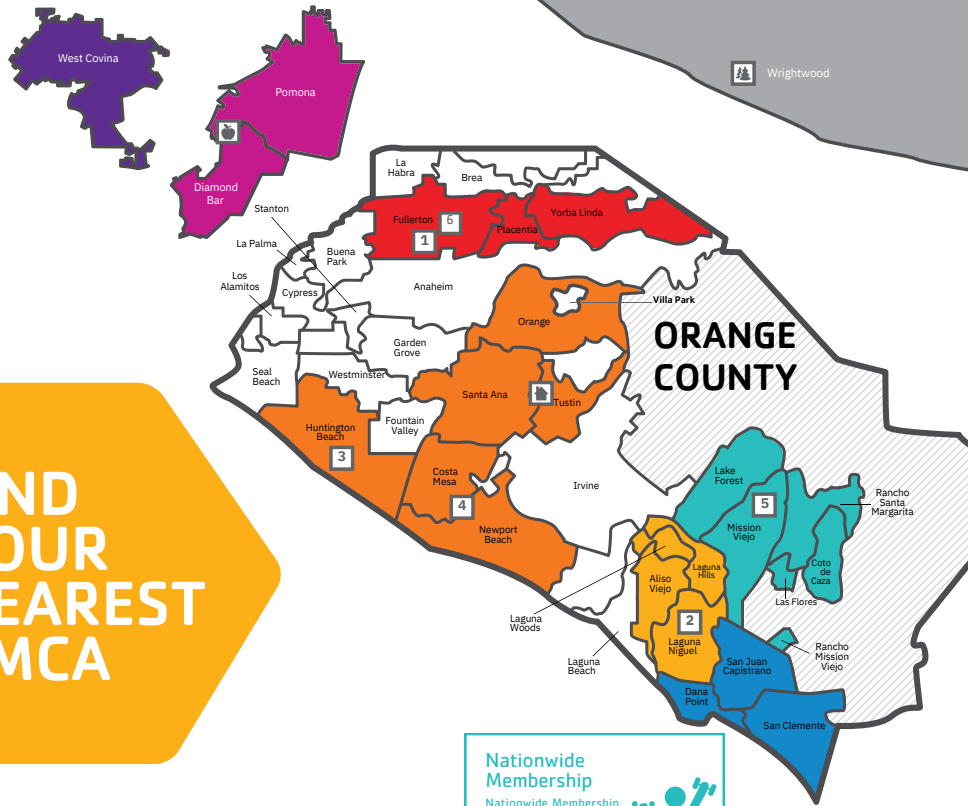 West Covina
Pomona
Diamond
Bar
Wrightwood
La
Habra
Brea
Fullerton
6
1
Placentia
Yorba Linda
Stanton
La Palma
Buena
Park
Los
Alamitos
Cypress
Anaheim
Villa Park
Orange
ORANGE
COUNTY
Garden
Grove
Seal
Beach
Westminster
Santa Ana
Tustin
Huntington
Beach
3
Fountain
Valley
Costa
Mesa
4
Newport
Beach
Irvine
Lake
Forest
5
Mission
Viejo
Rancho
Santa
Margarita
Coto
de
Caza
Las Flores
Laguna
Hills
Aliso
Viejo
Laguna
Woods
2
Laguna
Niguel
Laguna
Beach
Rancho
Mission
Viejo
San Juan
Capistrano
Dana
Point
San Clemente
ND
OUR
EAREST
MCA
Nationwide
Membership
Nationwide Membership